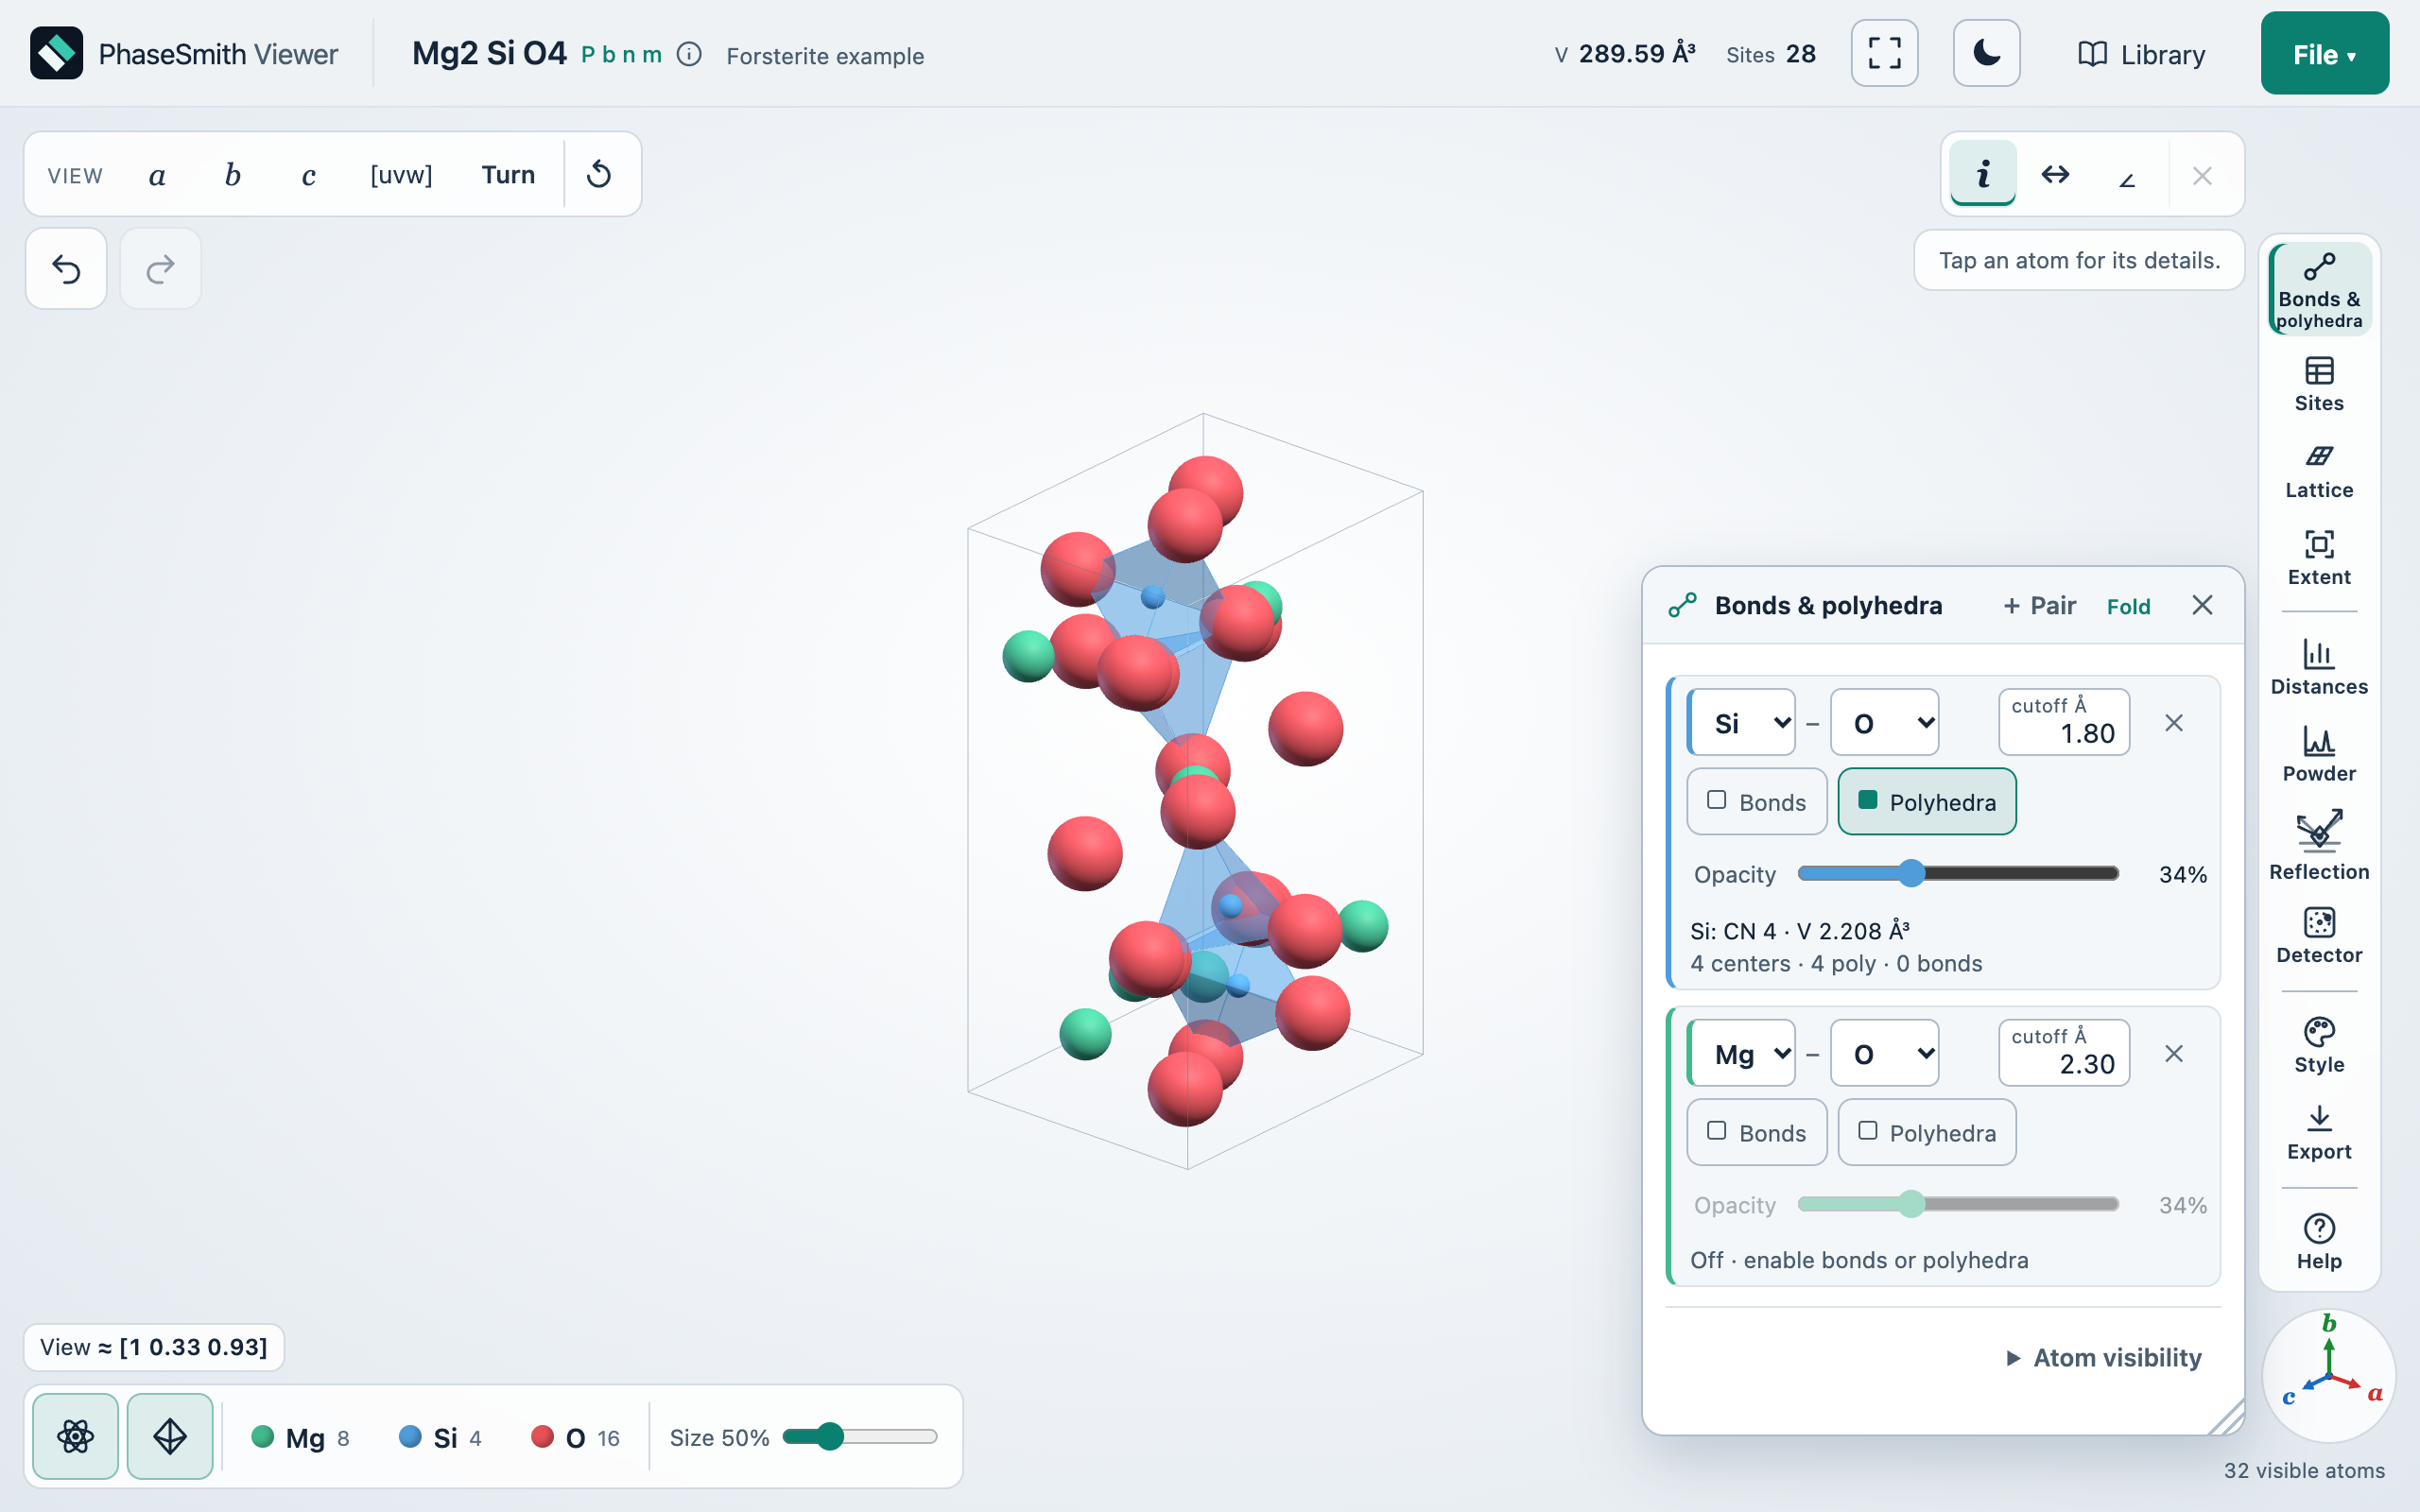 PhaseSmith Viewer
Mg2 Si O4 P b n m i Forsterite example
V 289.59 Å³ Sites 28
Library
File ▾
VIEW a b c [uvw] Turn
i
Tap an atom for its details.
Bonds &
polyhedra
Sites
Lattice
Extent
Distances
Powder
Reflection
Detector
Style
Export
Help
Bonds & polyhedra + Pair Fold
Si – O cutoff Å 1.80
Bonds Polyhedra
Opacity 34%
Si: CN 4 · V 2.208 Å³
4 centers · 4 poly · 0 bonds
Mg – O cutoff Å 2.30
Bonds Polyhedra
Opacity 34%
Off · enable bonds or polyhedra
▶ Atom visibility
View ≈ [1 0.33 0.93]
Mg 8 Si 4 O 16 Size 50%
b
c a
32 visible atoms